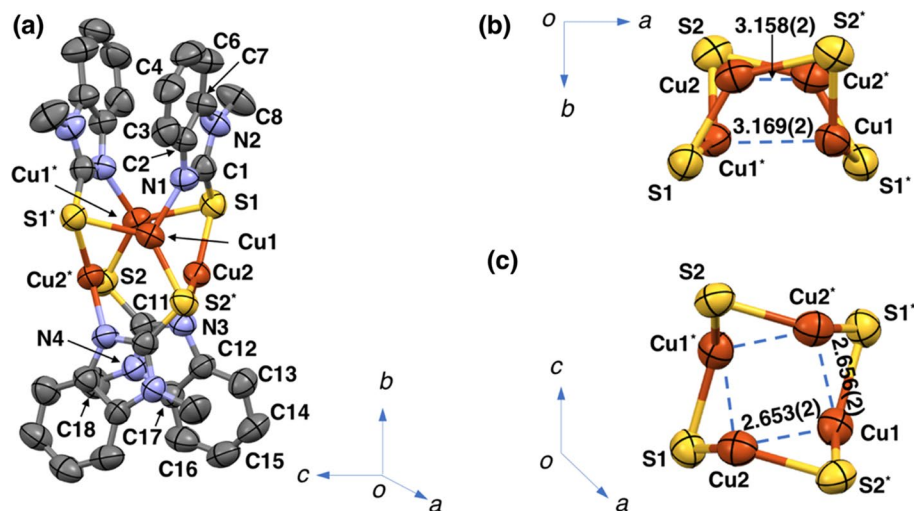 (a)
C6
C7
C4
C8
C3
N2
C2
C1
N1
Cu1*
S1
S1*
Cu1
Cu2*
S2
Cu2
C11
S2*
N4
N3
C12
C13
C14
C18
C17
C16
C15
b
c
o
a
(b)
o
a
b
S2
3.158(2)
S2*
Cu2
Cu2*
3.169(2)
Cu1
S1
Cu1*
S1*
(c)
c
o
a
S2
Cu2*
S1*
Cu1*
2.656(2)
2.653(2)
Cu1
S1
Cu2
S2*